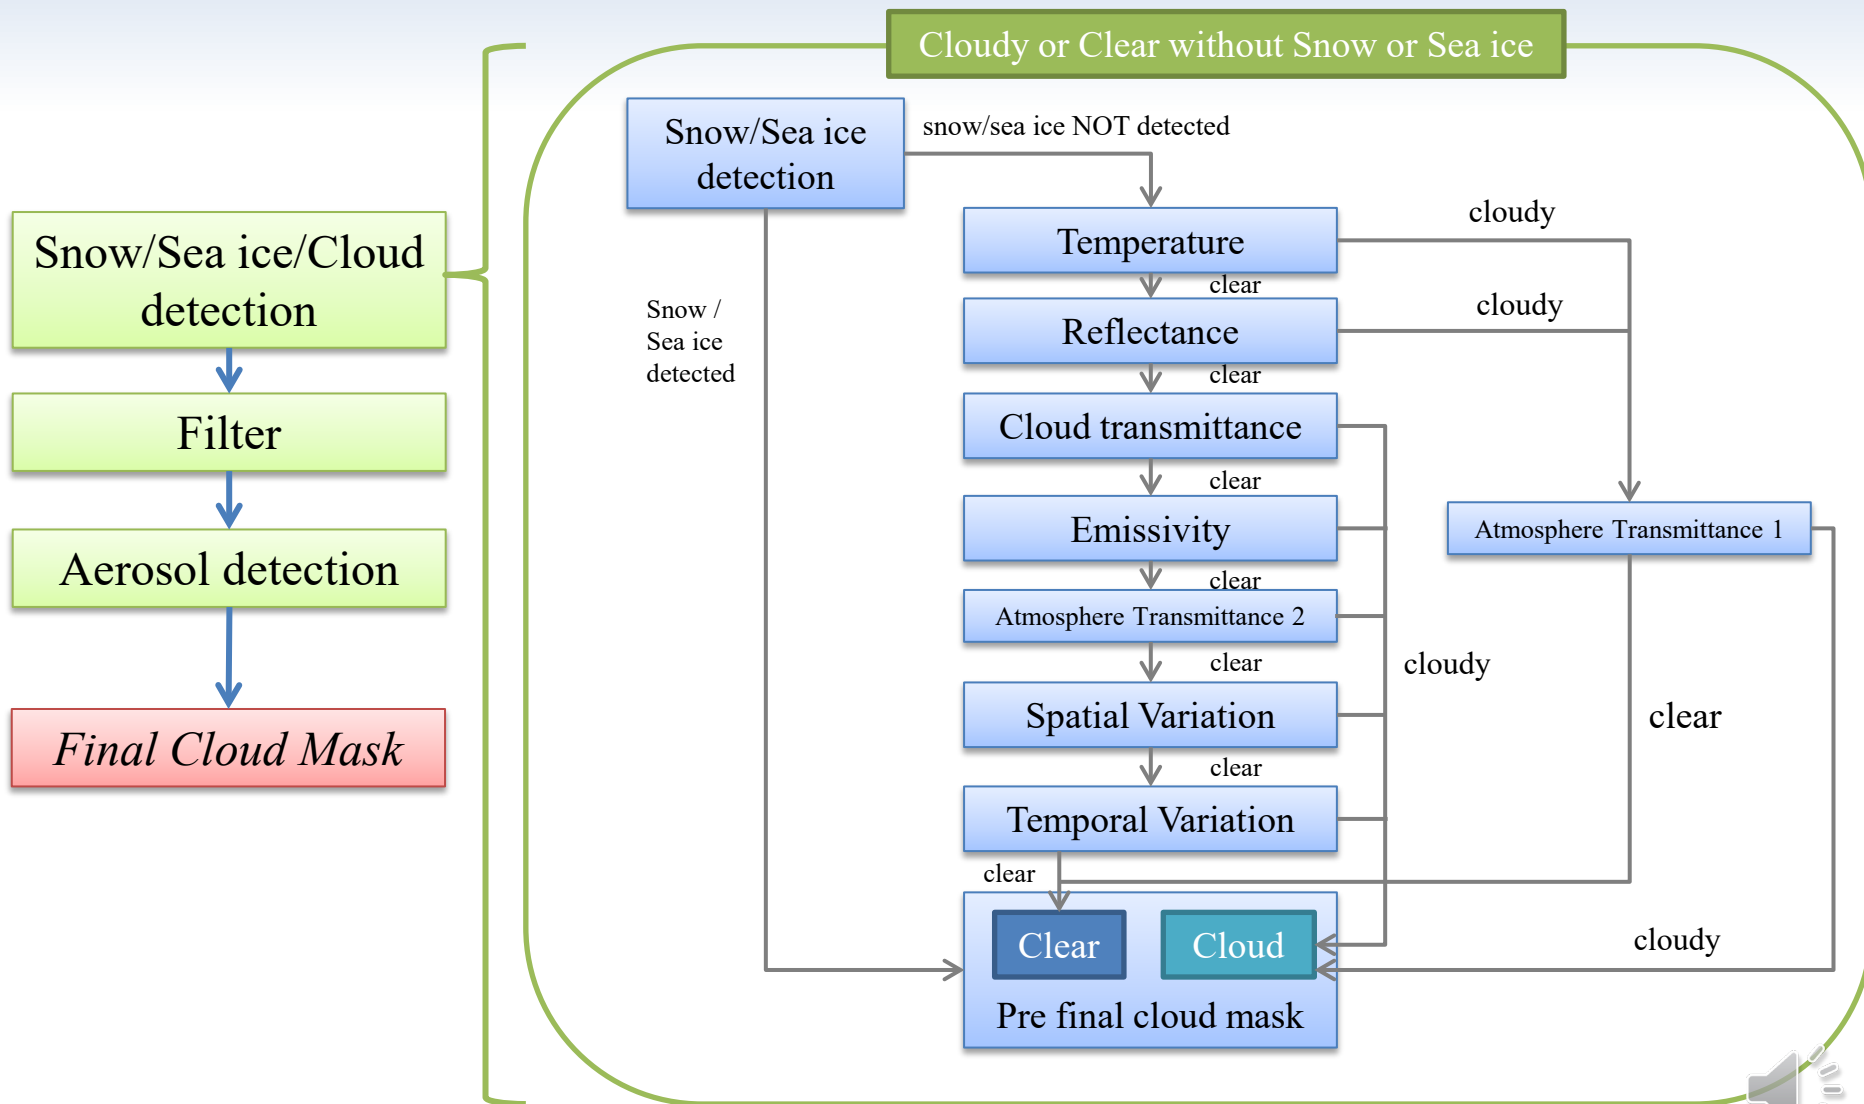 Cloudy or Clear without Snow or Sea ice
Snow/Sea ice/Cloud
detection
Filter
Aerosol detection
Final Cloud Mask
Snow/Sea ice
detection
snow/sea ice NOT detected
Snow /
Sea ice
detected
Temperature
cloudy
clear
Reflectance
cloudy
clear
Cloud transmittance
clear
Emissivity
Atmosphere Transmittance 1
clear
Atmosphere Transmittance 2
clear
cloudy
Spatial Variation
clear
clear
Temporal Variation
clear
Clear
Cloud
cloudy
Pre final cloud mask